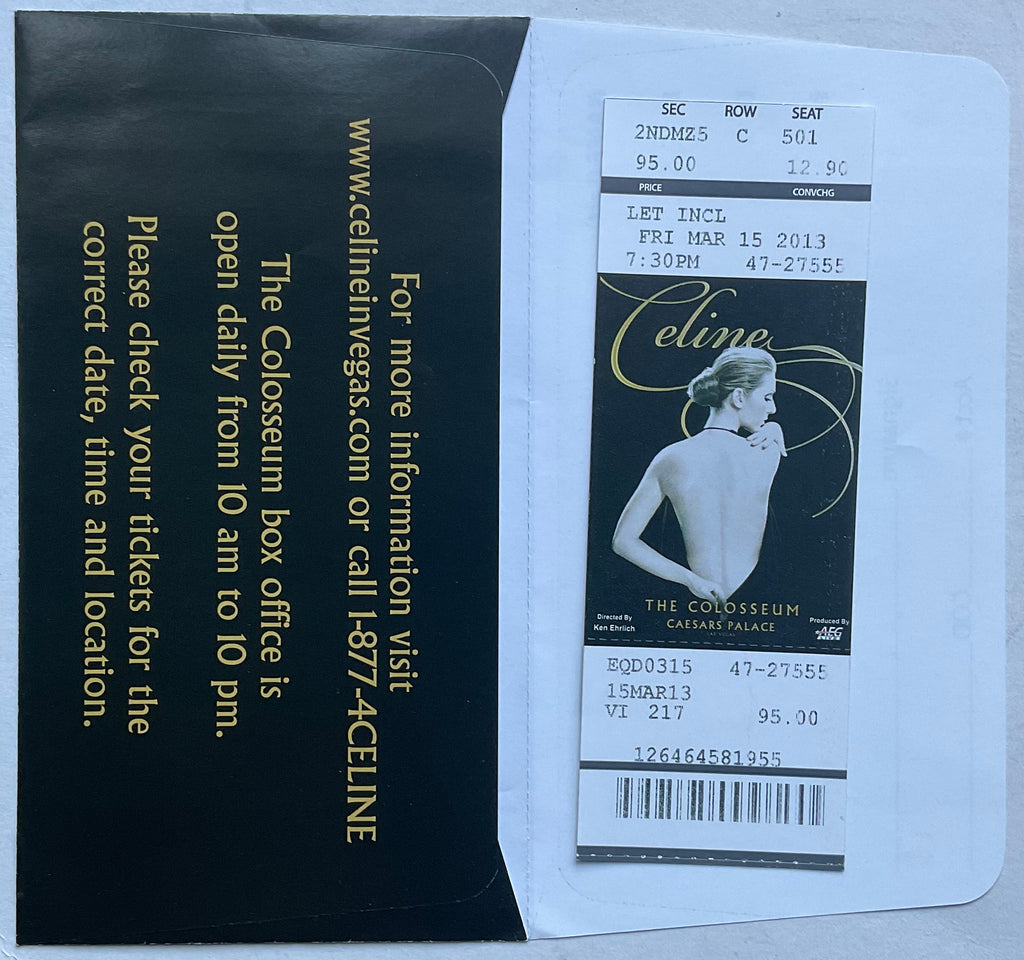 For more information visit
www.celineinvegas.com or call 1-877-4CELINE
The Colosseum box office is
open daily from 10 am to 10 pm.
Please check your tickets for the
correct date, time and location.
SEC ROW SEAT
2NDMZ5 C 501
95.00 12.90
PRICE CONVCHG
LET INCL
FRI MAR 15 2013
7:30PM 47-27555
Celine
THE COLOSSEUM
CAESARS PALACE
LAS VEGAS
Directed By
Ken Ehrlich
Produced By
AEG
LIVE
EQD0315 47-27555
15MAR13
VI 217 95.00
126464581955